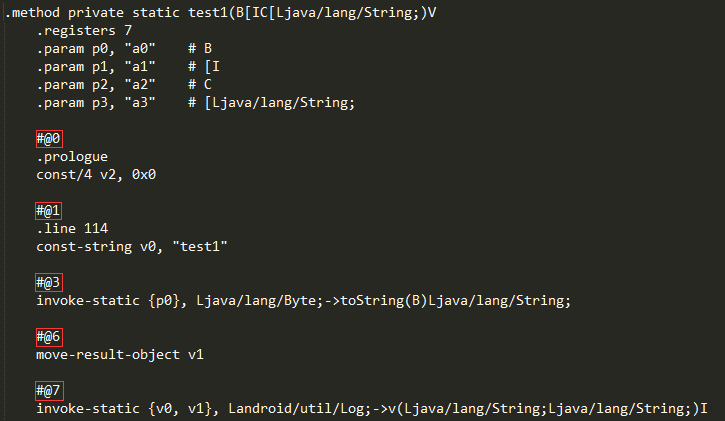 .method private static test1(B[IC[Ljava/lang/String;)V
.registers 7
.param p0, "a0" # B
.param p1, "a1" # [I
.param p2, "a2" # C
.param p3, "a3" # [Ljava/lang/String;
#@0
.prologue
const/4 v2, 0x0
#@1
.line 114
const-string v0, "test1"
#@3
invoke-static {p0}, Ljava/lang/Byte;->toString(B)Ljava/lang/String;
#@6
move-result-object v1
#@7
invoke-static {v0, v1}, Landroid/util/Log;->v(Ljava/lang/String;Ljava/lang/String;)I